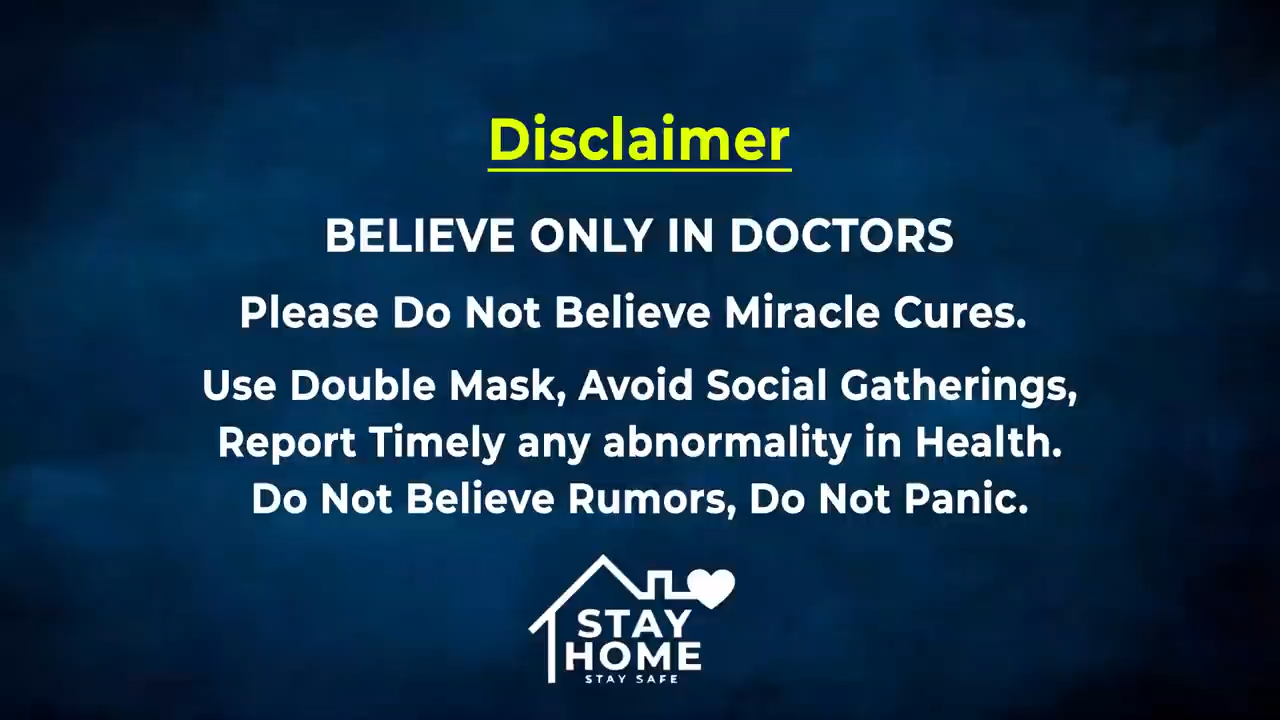 Disclaimer
BELIEVE ONLY IN DOCTORS
Please Do Not Believe Miracle Cures.
Use Double Mask, Avoid Social Gatherings,
Report Timely any abnormality in Health.
Do Not Believe Rumors, Do Not Panic.
STAY
HOME
STAY SAFE